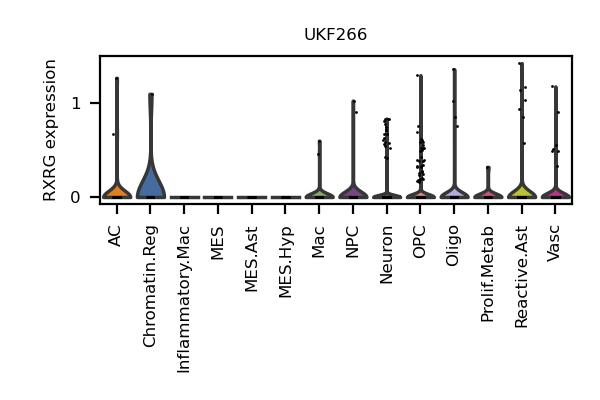 UKF266
RXRG expression
1
0
AC
Chromatin.Reg
Inflammatory.Mac
MES
MES.Ast
MES.Hyp
Mac
NPC
Neuron
OPC
Oligo
Prolif.Metab
Reactive.Ast
Vasc